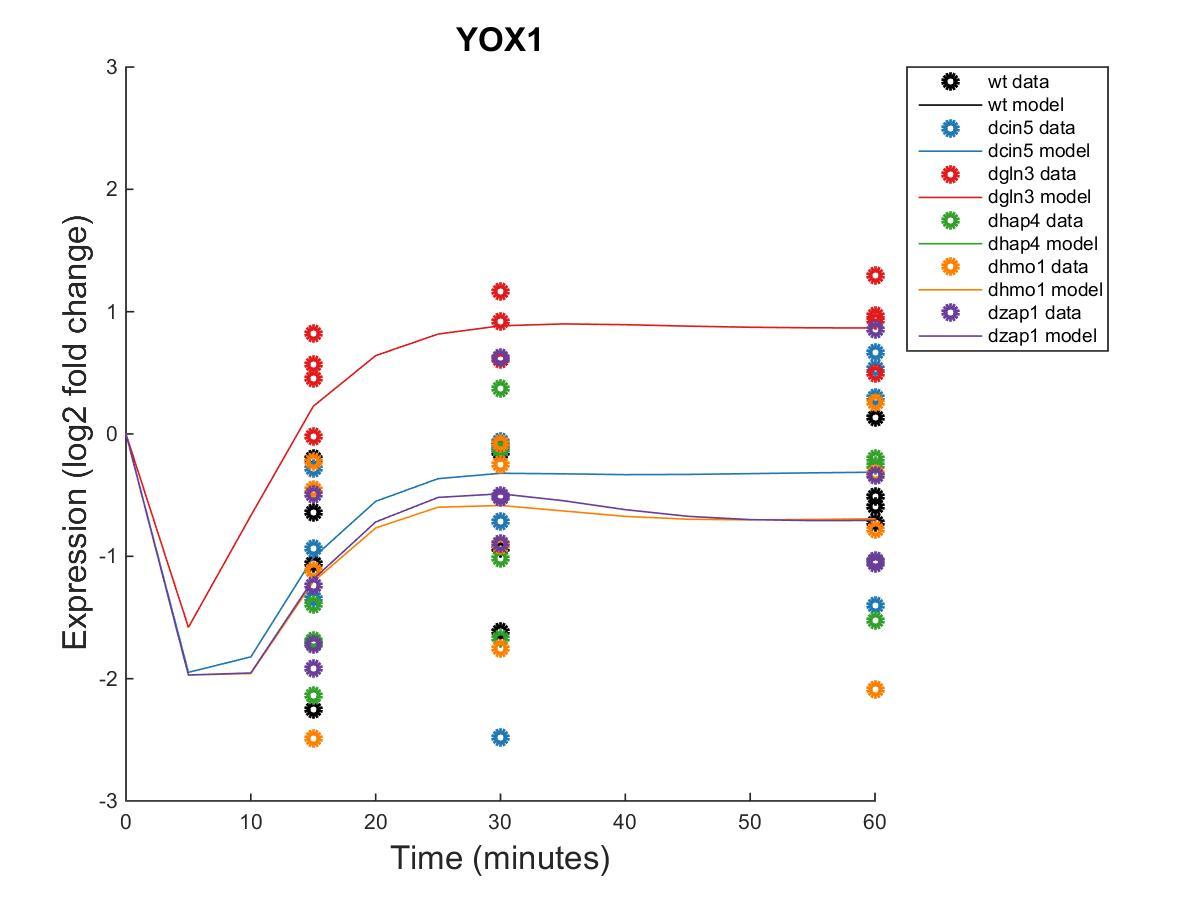 YOX1
Expression (log2 fold change)
3
2
1
0
-1
-2
-3
0 10 20 30 40 50 60
Time (minutes)
wt data
wt model
dcin5 data
dcin5 model
dgln3 data
dgln3 model
dhap4 data
dhap4 model
dhmo1 data
dhmo1 model
dzap1 data
dzap1 model